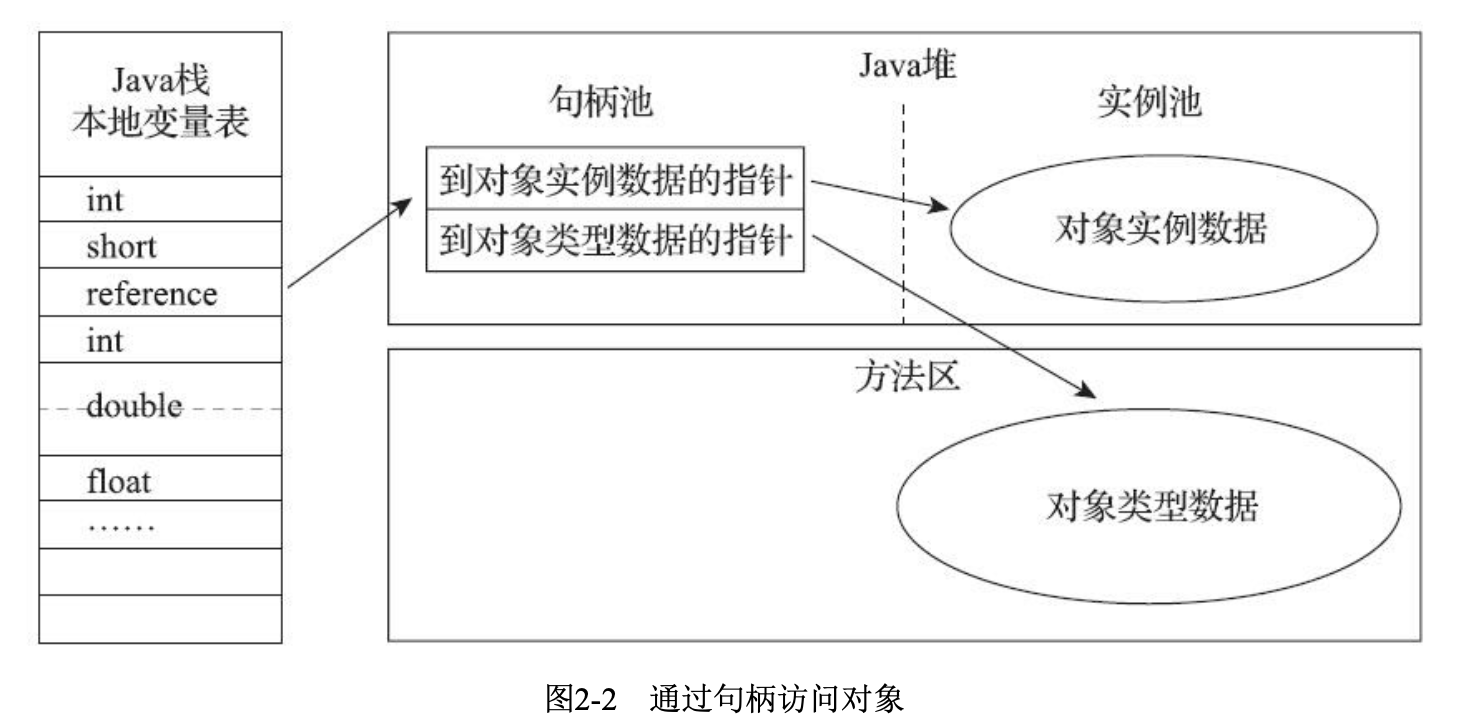 Java栈
本地变量表
int
short
reference
int
double
float
……
Java堆
句柄池
实例池
到对象实例数据的指针
到对象类型数据的指针
对象实例数据
方法区
对象类型数据
图2-2 通过句柄访问对象